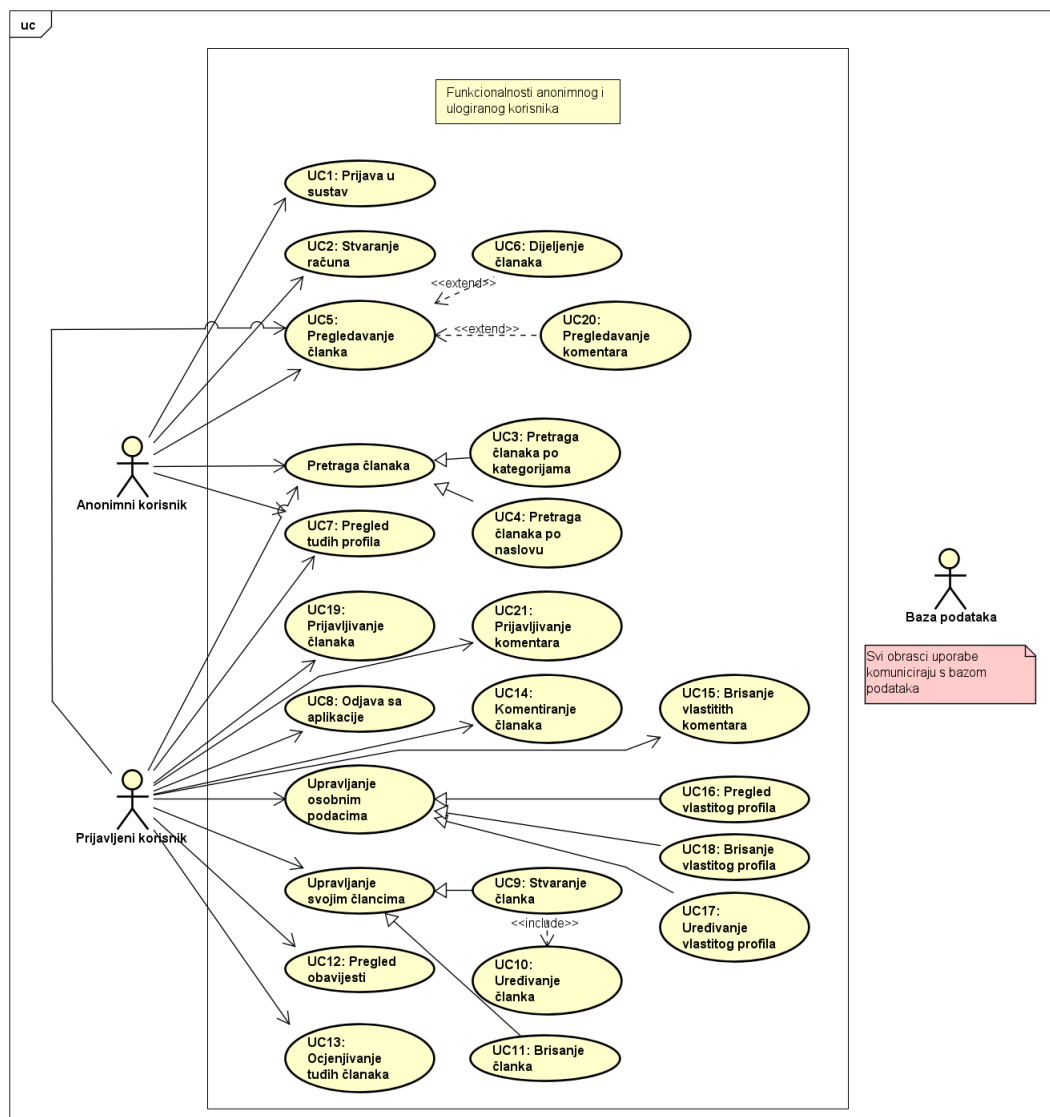 uc
Funkcionalnosti anonimnog i
ulogiranog korisnika
UC1: Prijava u
sustav
UC2: Stvaranje
računa
UC6: Dijeljenje
članaka
<<extend>>
UC5:
Pregledavanje
članka
<<extend>>
UC20:
Pregledavanje
komentara
Anonimni korisnik
Pretraga članaka
UC3: Pretraga
članaka po
kategorijama
UC7: Pregled
tuđih profila
UC4: Pretraga
članaka po
naslovu
Baza podataka
Svi obrasci uporabe
komuniciraju s bazom
podataka
UC19:
Prijavljivanje
članaka
UC21:
Prijavljivanje
komentara
UC8: Odjava sa
aplikacije
UC14:
Komentiranje
članaka
UC15: Brisanje
vlastitih
komentara
Prijavljeni korisnik
Upravljanje
osobnim
podacima
UC16: Pregled
vlastitog profila
UC18: Brisanje
vlastitog profila
UC17:
Uređivanje
vlastitog profila
Upravljanje
svojim člancima
UC9: Stvaranje
članka
<<include>>
UC12: Pregled
obavijesti
UC10:
Uređivanje
članka
UC13:
Ocjenjivanje
tuđih članaka
UC11: Brisanje
članka